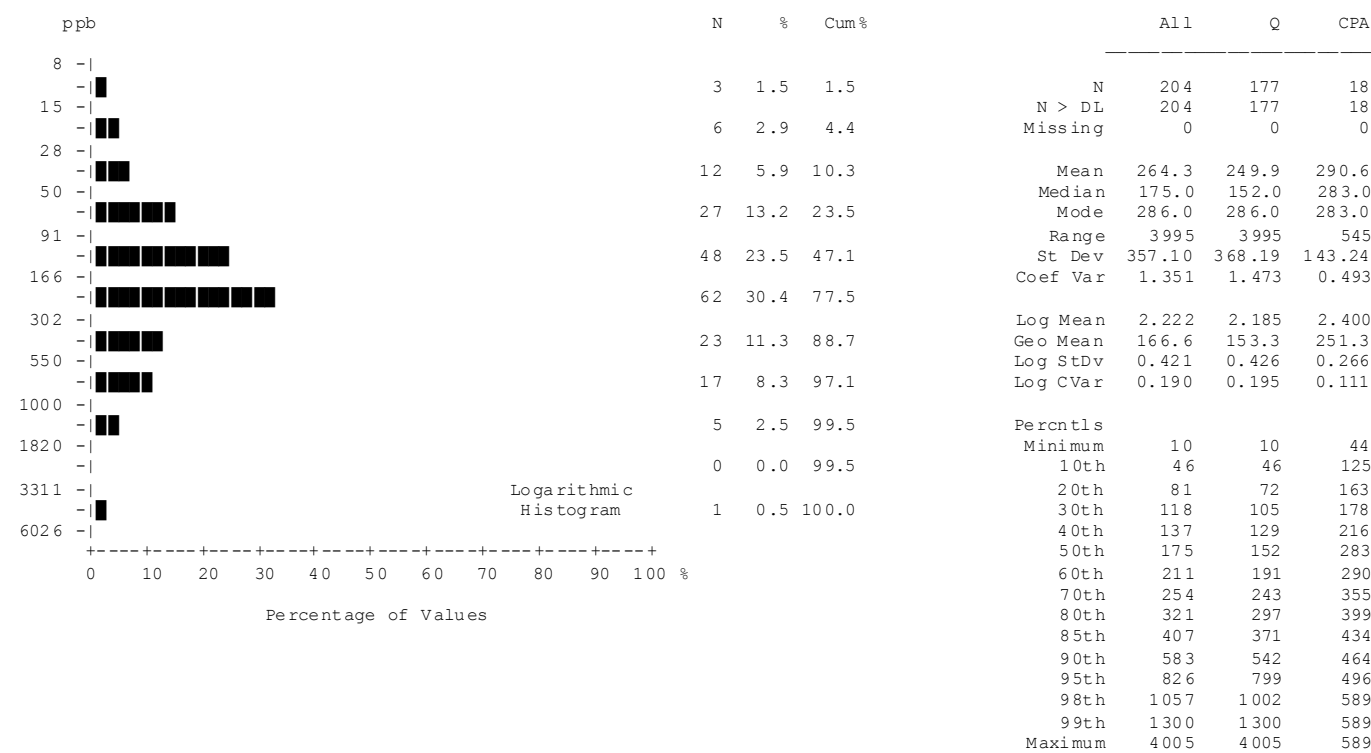 ppb N % Cum% All Q CPA
8 -|
-| 3 1.5 1.5 N 204 177 18
15 -| N > DL 204 177 18
-| 6 2.9 4.4 Missing 0 0 0
28 -|
-| 12 5.9 10.3 Mean 264.3 249.9 290.6
50 -| Median 175.0 152.0 283.0
-| 27 13.2 23.5 Mode 286.0 286.0 283.0
91 -| Range 3995 3995 545
-| 48 23.5 47.1 St Dev 357.10 368.19 143.24
166 -| Coef Var 1.351 1.473 0.493
-| 62 30.4 77.5
302 -| Log Mean 2.222 2.185 2.400
-| 23 11.3 88.7 Geo Mean 166.6 153.3 251.3
550 -| Log StDv 0.421 0.426 0.266
-| 17 8.3 97.1 Log CVar 0.190 0.195 0.111
1000 -|
-| 5 2.5 99.5 Percntls
1820 -| Minimum 10 10 44
-| 0 0.0 99.5 10th 46 46 125
3311 -| Logarithmic 20th 81 72 163
-| Histogram 1 0.5 100.0 30th 118 105 178
6026 -| 40th 137 129 216
+----+----+----+----+----+----+----+----+----+----+ 50th 175 152 283
0 10 20 30 40 50 60 70 80 90 100 % 60th 211 191 290
70th 254 243 355
Percentage of Values 80th 321 297 399
85th 407 371 434
90th 583 542 464
95th 826 799 496
98th 1057 1002 589
99th 1300 1300 589
Maximum 4005 4005 589